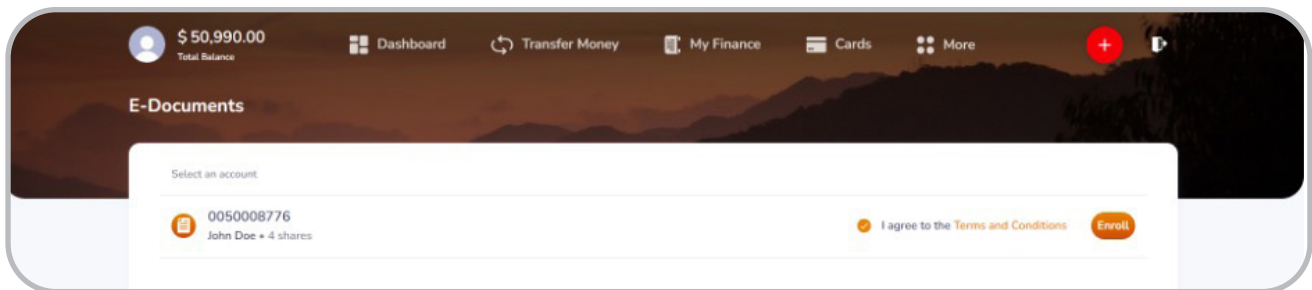 $ 50,990.00
Total Balance
Dashboard
Transfer Money
My Finance
Cards
More
E-Documents
Select an account
0050008776
John Doe • 4 shares
I agree to the Terms and Conditions
Enroll